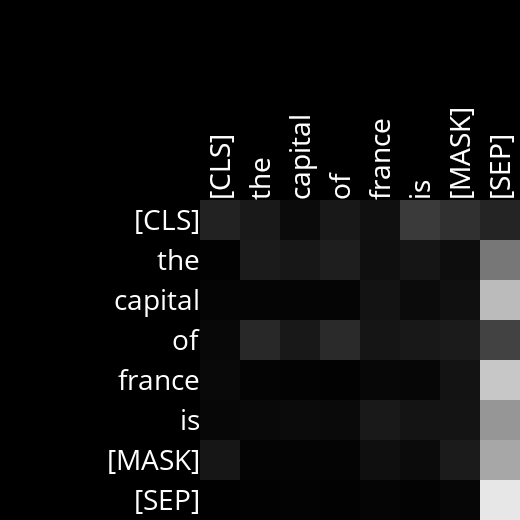 [CLS] the capital of france is [MASK] [SEP]
[CLS]
the
capital
of
france
is
[MASK]
[SEP]